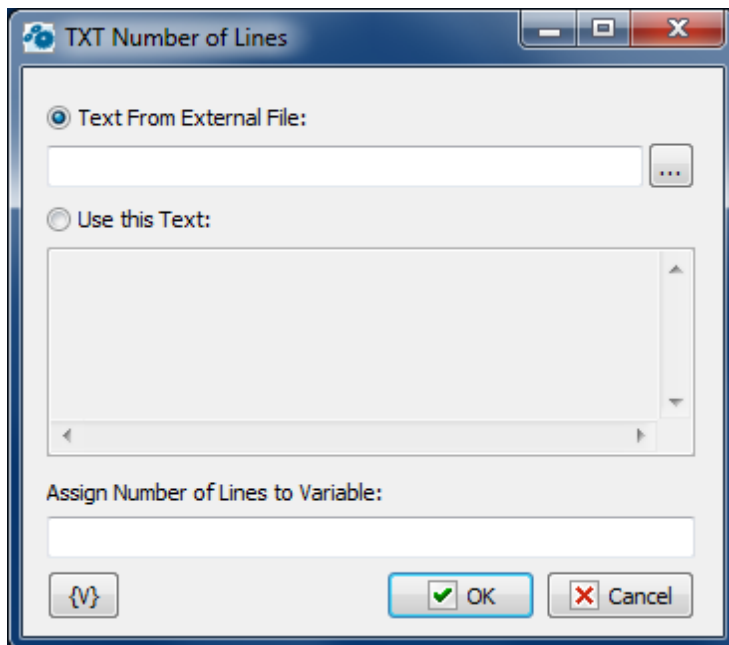 TXT Number of Lines
Text From External File:
...
Use this Text:
Assign Number of Lines to Variable:
{V}
OK
Cancel